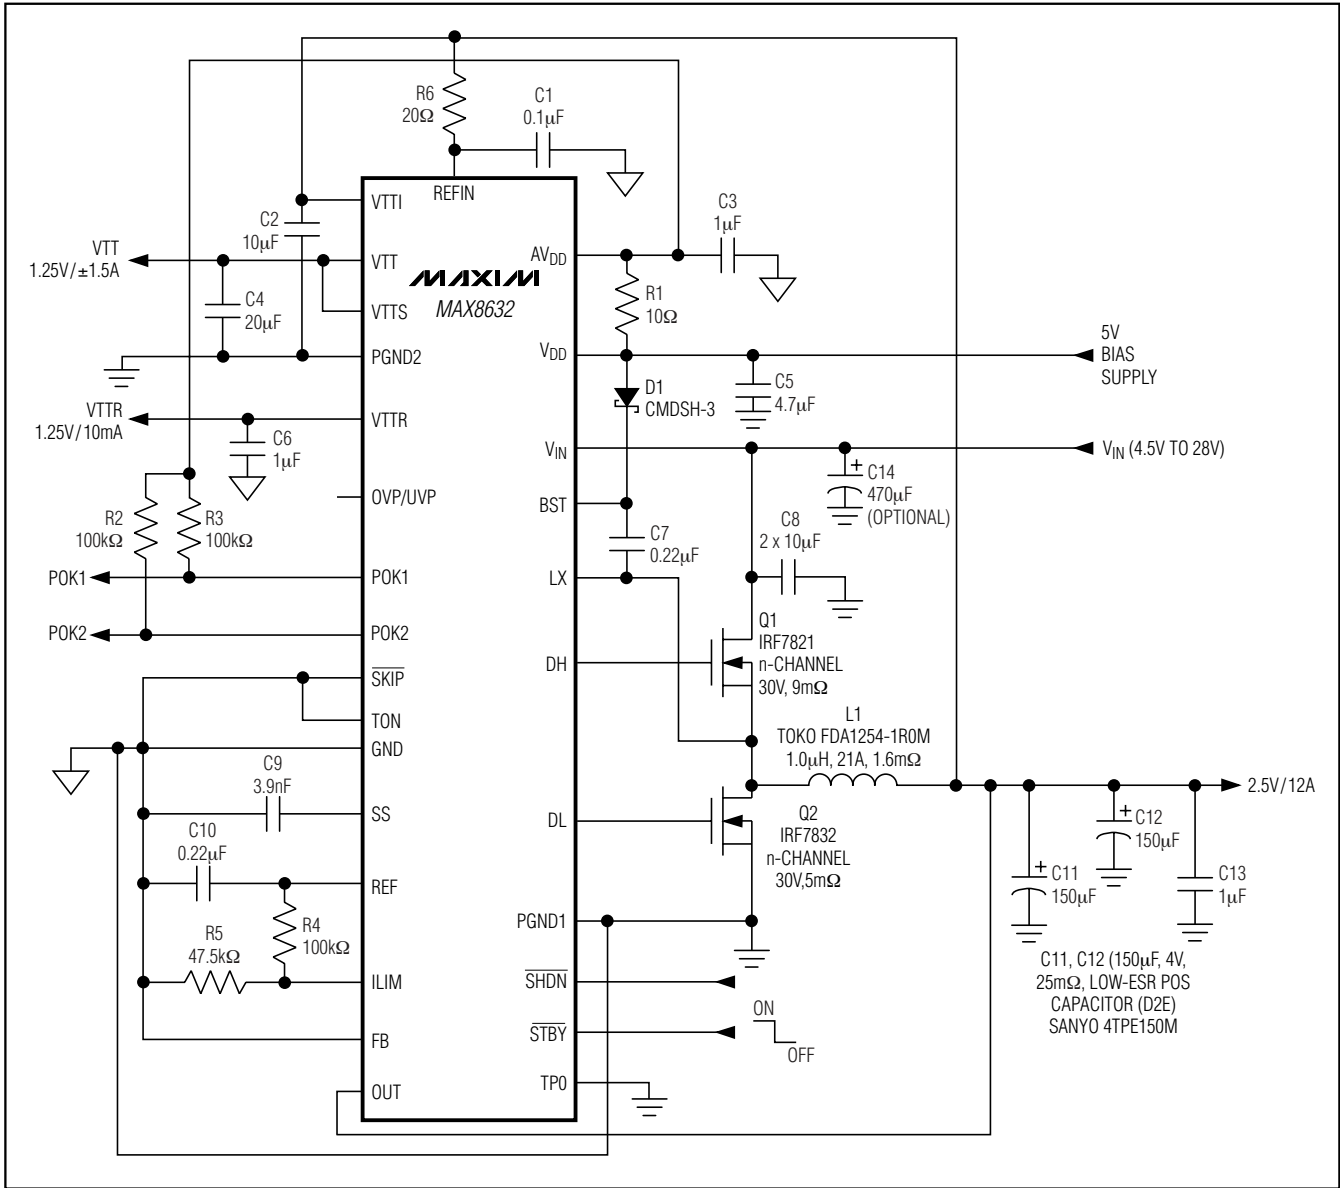 R6
20Ω
C1
0.1µF
REFIN
VTTI
C2
10µF
C3
1µF
VTT
1.25V/±1.5A
VTT
AVDD
MAXIM
MAX8632
R1
10Ω
C4
20µF
VTTS
PGND2
VDD
5V
BIAS
SUPPLY
D1
CMDSH-3
C5
4.7µF
VTTR
1.25V/10mA
VTTR
C6
1µF
VIN
VIN (4.5V TO 28V)
C14
470µF
(OPTIONAL)
OVP/UVP
BST
R2
100kΩ
R3
100kΩ
C7
0.22µF
C8
2 x 10µF
POK1
POK1
LX
POK2
POK2
Q1
IRF7821
n-CHANNEL
30V, 9mΩ
DH
SKIP
TON
GND
L1
TOKO FDA1254-1R0M
1.0µH, 21A, 1.6mΩ
2.5V/12A
C9
3.9nF
SS
DL
Q2
IRF7832
n-CHANNEL
30V,5mΩ
C12
150µF
C11
150µF
C13
1µF
C10
0.22µF
REF
R4
100kΩ
R5
47.5kΩ
PGND1
ILIM
SHDN
C11, C12 (150µF, 4V,
25mΩ, LOW-ESR POS
CAPACITOR (D2E)
SANYO 4TPE150M
FB
STBY
ON
OFF
OUT
TP0